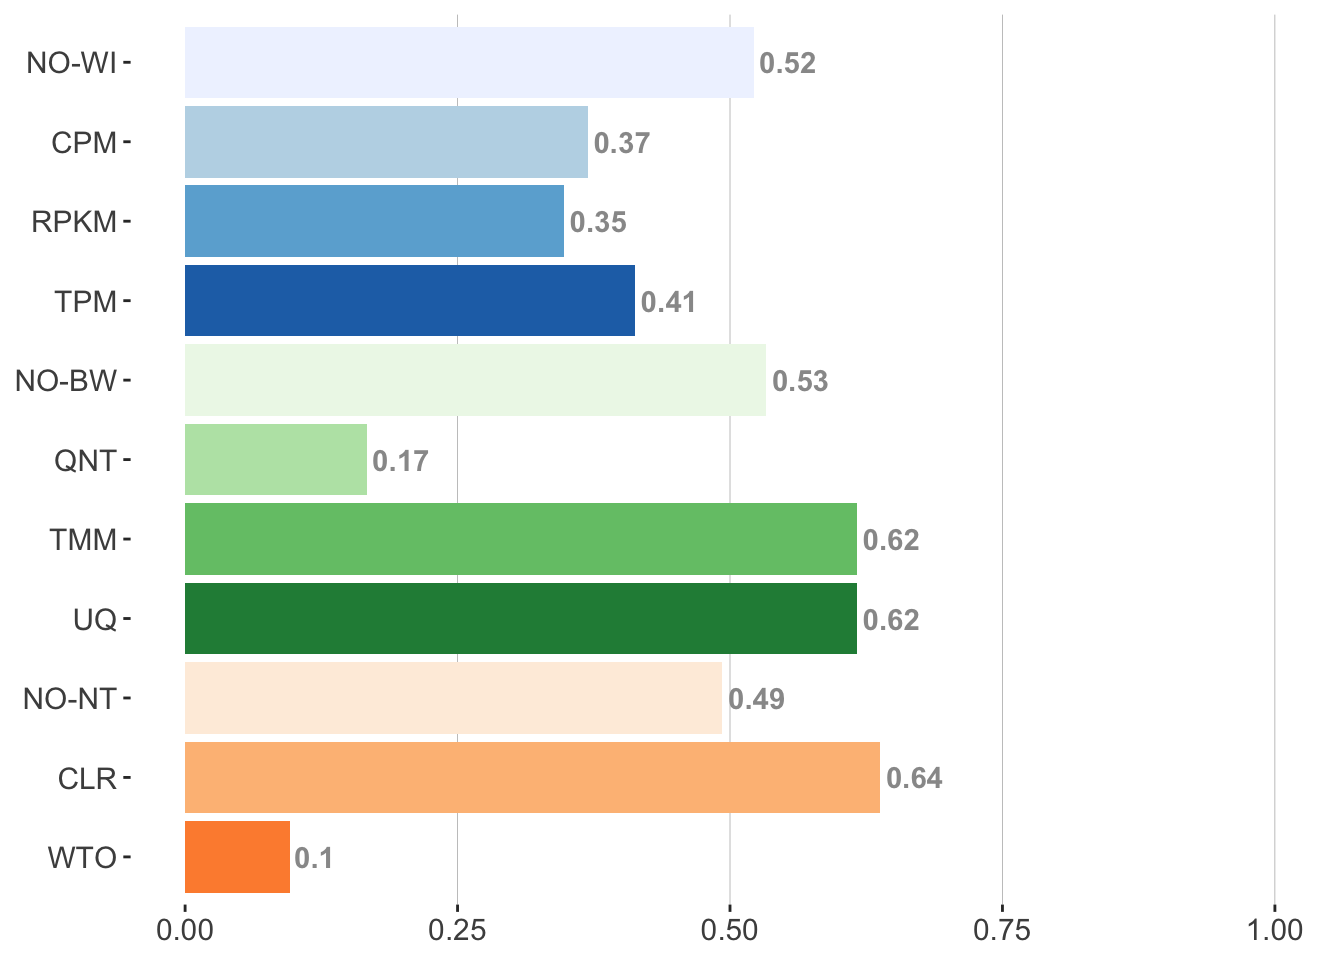 NO-WI 0.52
CPM 0.37
RPKM 0.35
TPM 0.41
NO-BW 0.53
QNT 0.17
TMM 0.62
UQ 0.62
NO-NT 0.49
CLR 0.64
WTO 0.1
0.00 0.25 0.50 0.75 1.00